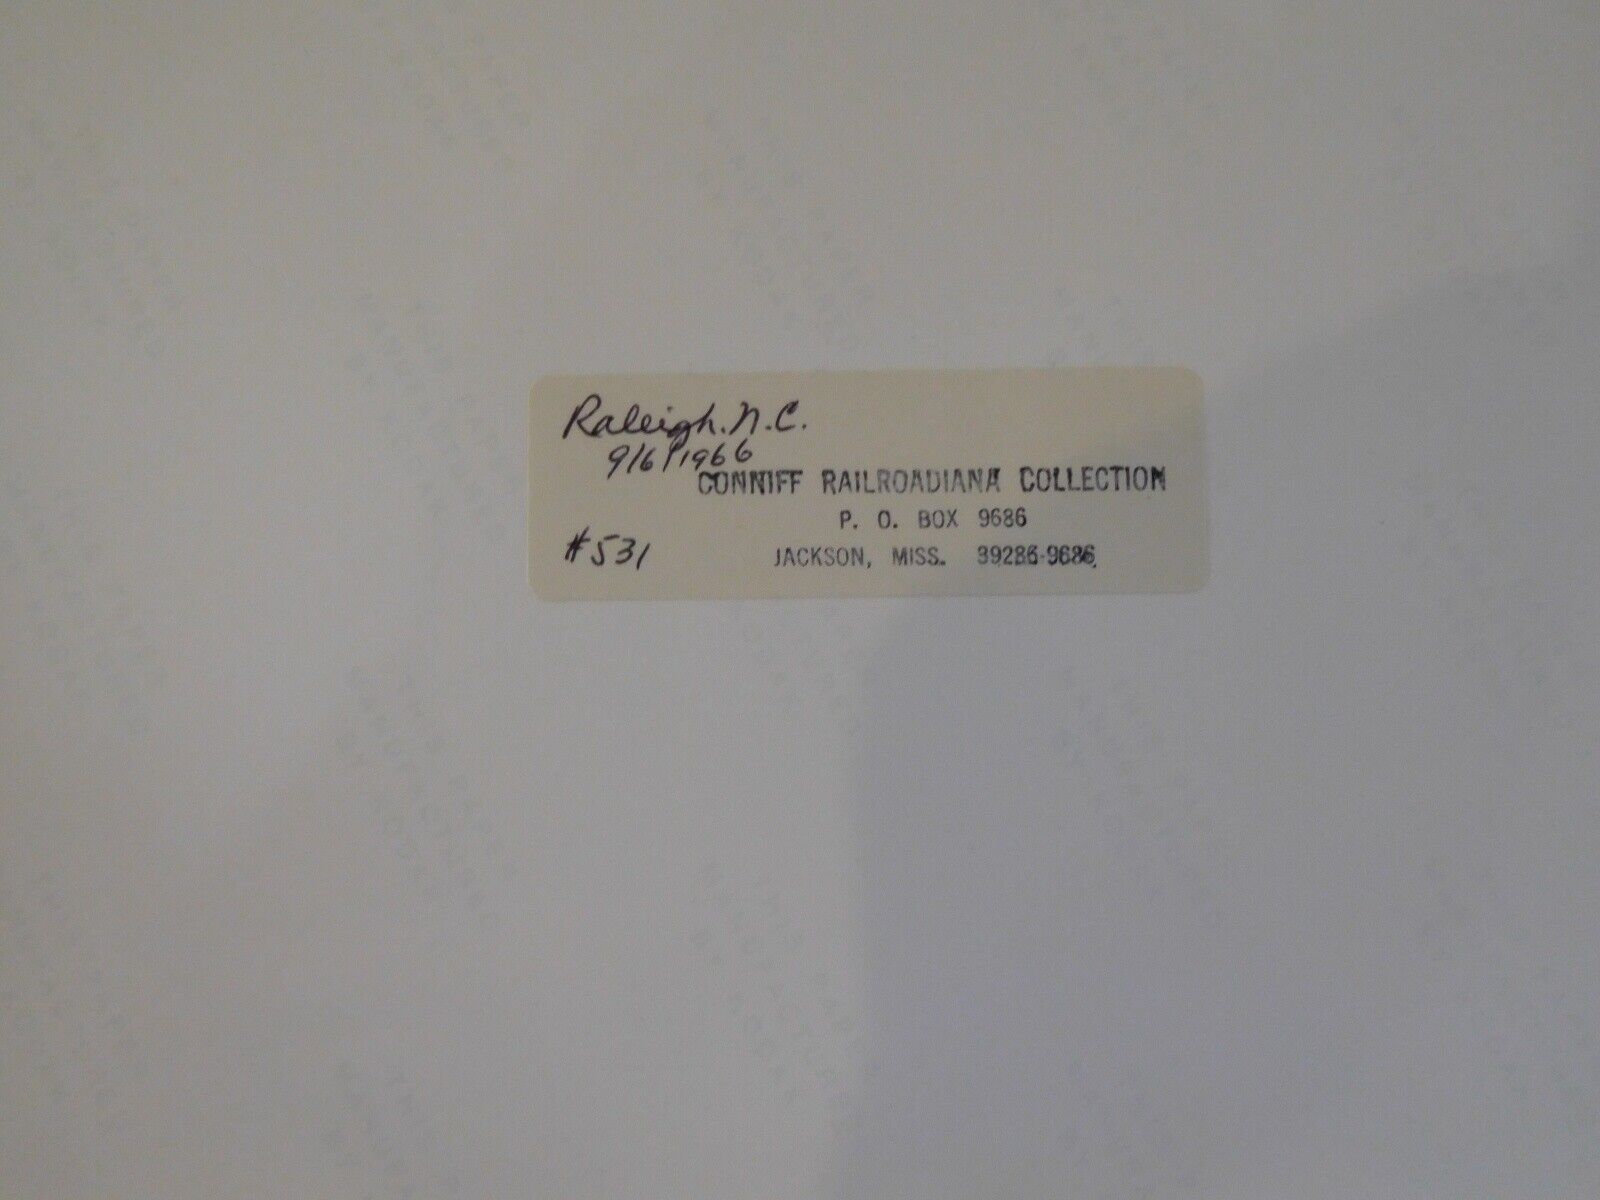 Raleigh. N.C.
9/6/1966
CONNIFF RAILROADIANA COLLECTION
P. O. BOX 9686
#531
JACKSON, MISS. 39286-9686